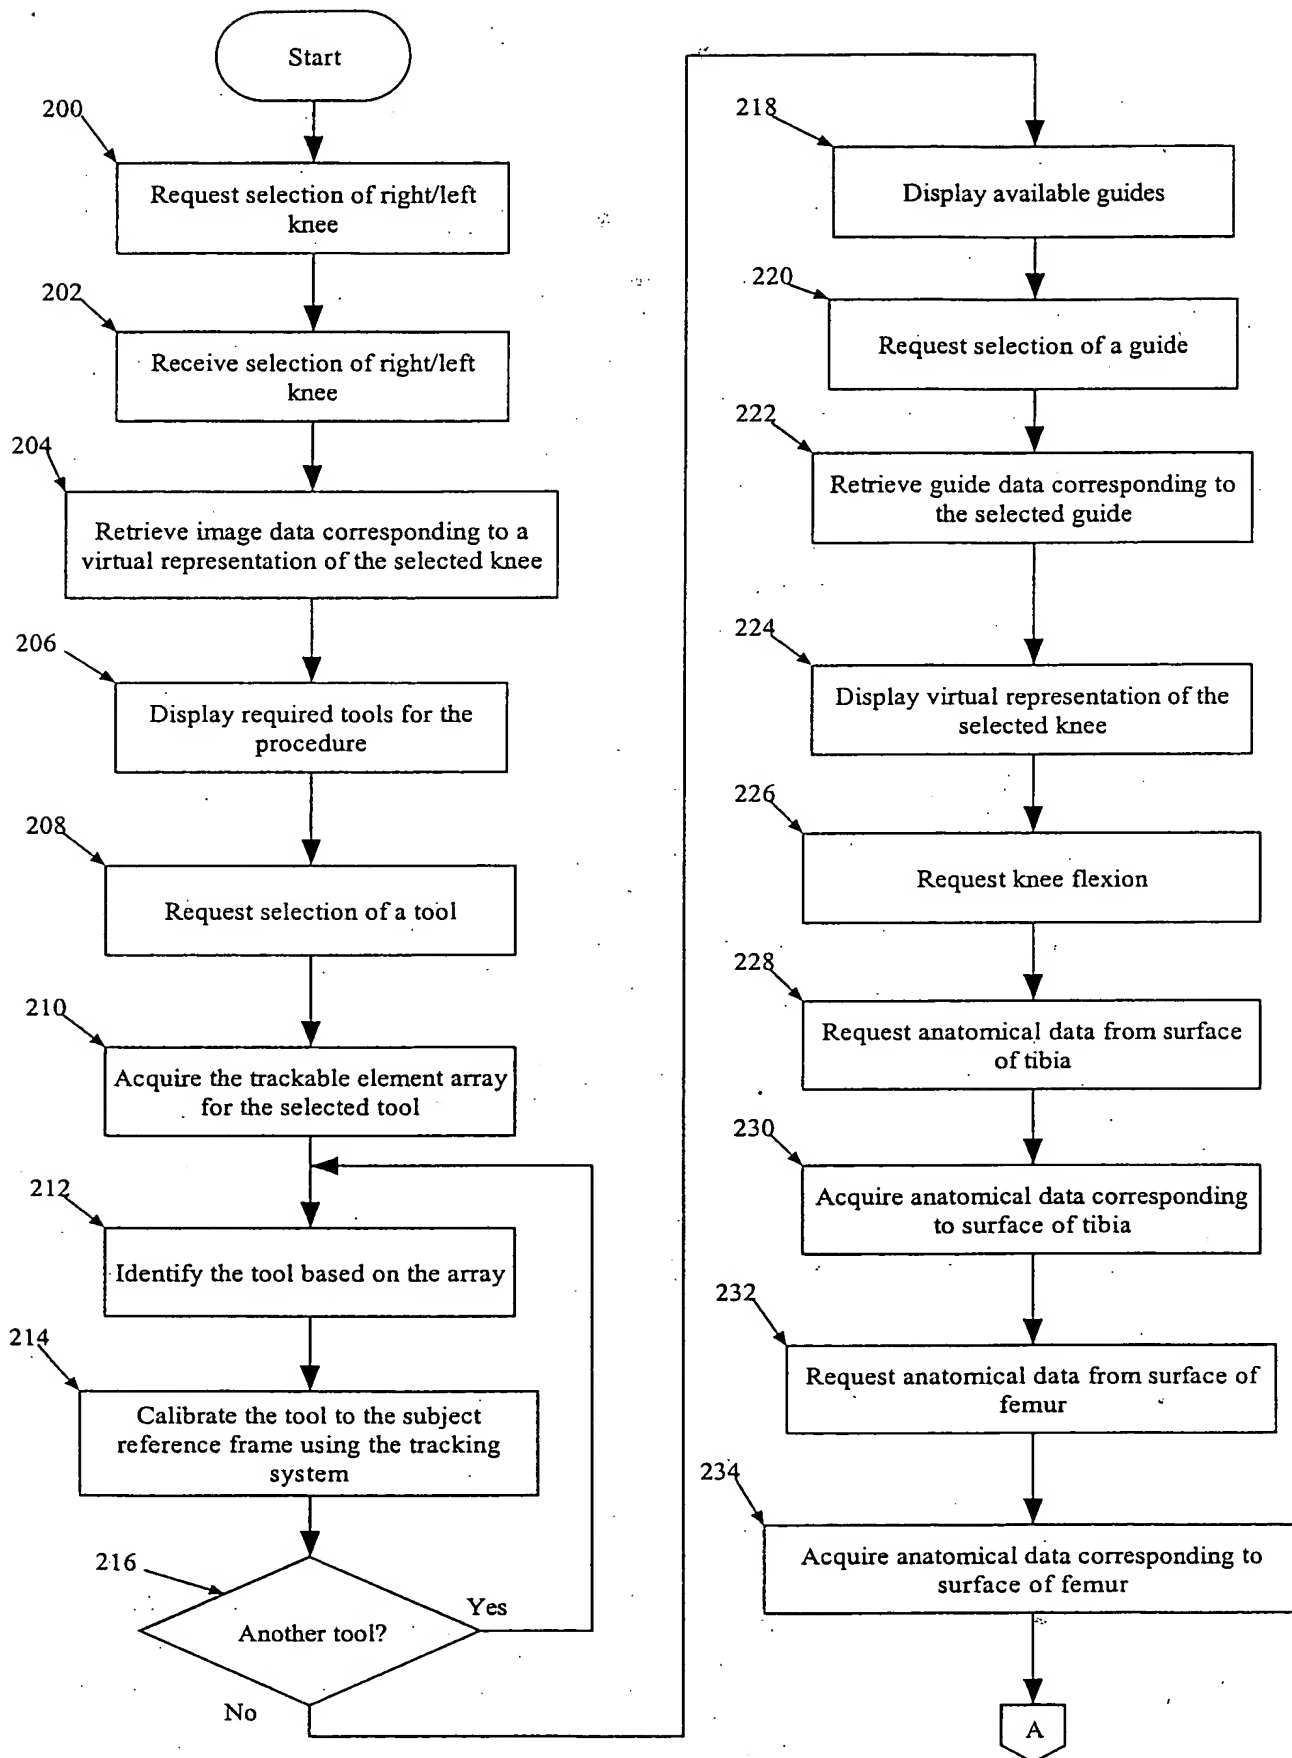 Start
200
Request selection of right/left
knee
202
Receive selection of right/left
knee
204
Retrieve image data corresponding to a
virtual representation of the selected knee
206
Display required tools for the
procedure
208
Request selection of a tool
210
Acquire the trackable element array
for the selected tool
212
Identify the tool based on the array
214
Calibrate the tool to the subject
reference frame using the tracking
system
216
Another tool?
Yes
No
218
Display available guides
220
Request selection of a guide
222
Retrieve guide data corresponding to
the selected guide
224
Display virtual representation of the
selected knee
226
Request knee flexion
228
Request anatomical data from surface
of tibia
230
Acquire anatomical data corresponding
to surface of tibia
232
Request anatomical data from surface of
femur
234
Acquire anatomical data corresponding to
surface of femur
A